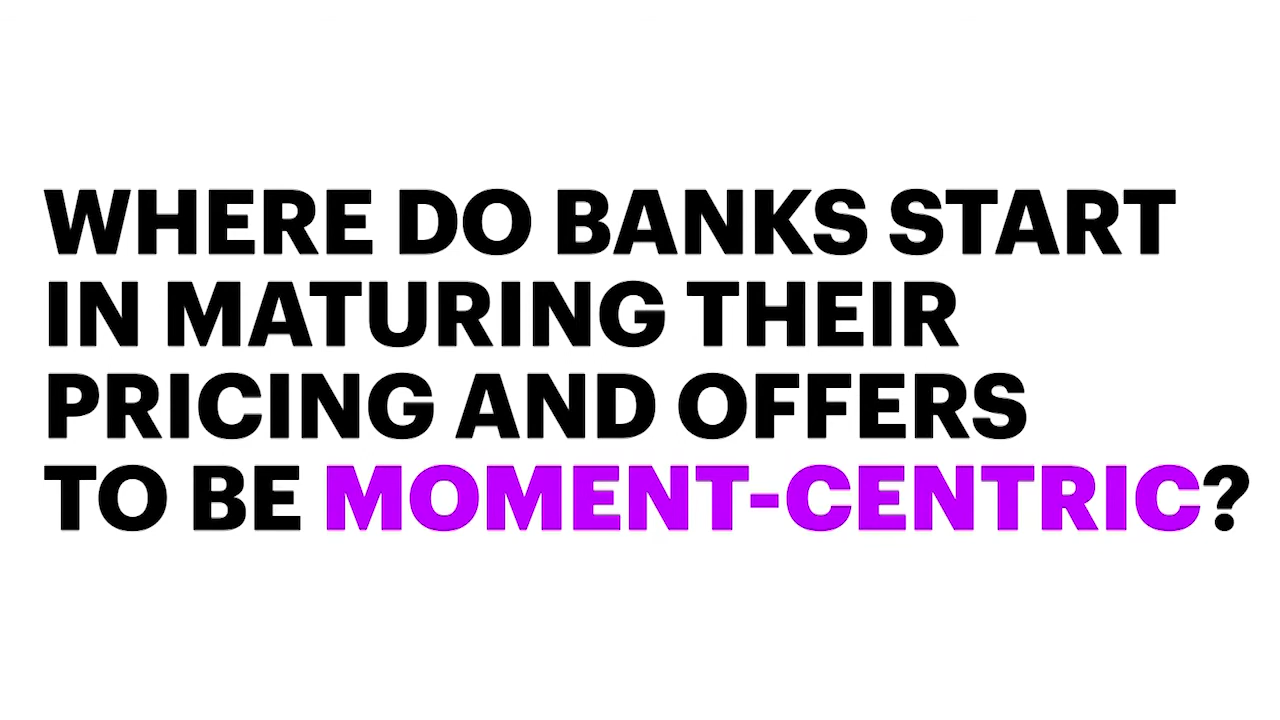 WHERE DO BANKS START
IN MATURING THEIR
PRICING AND OFFERS
TO BE MOMENT-CENTRIC?